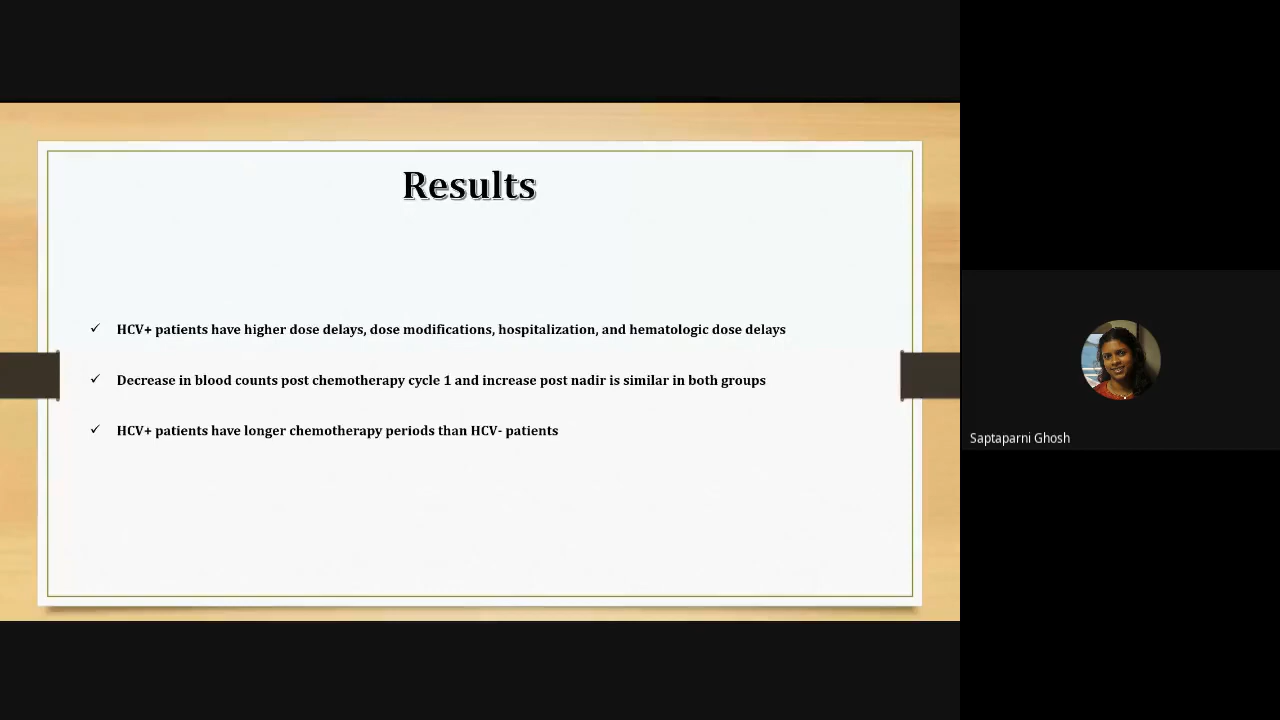 Results
✓ HCV+ patients have higher dose delays, dose modifications, hospitalization, and hematologic dose delays
✓ Decrease in blood counts post chemotherapy cycle 1 and increase post nadir is similar in both groups
✓ HCV+ patients have longer chemotherapy periods than HCV- patients
Saptaparni Ghosh